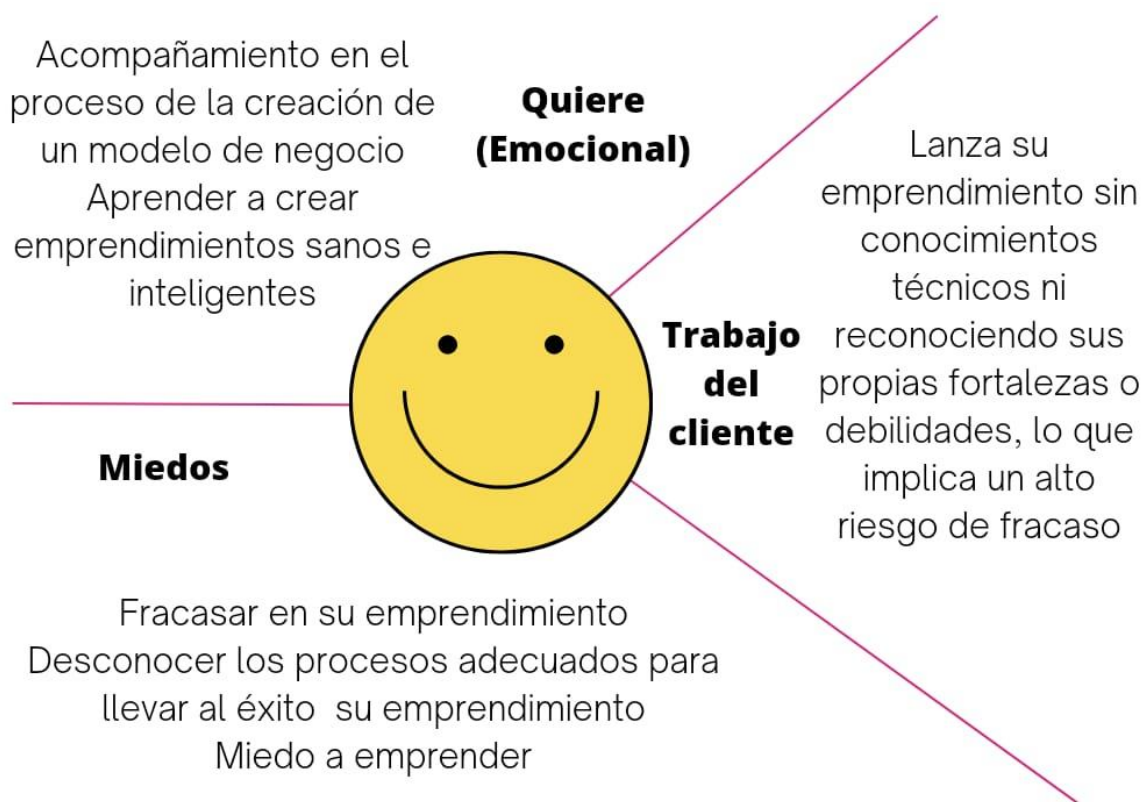 Acompañamiento en el
proceso de la creación de
un modelo de negocio
Aprender a crear
emprendimientos sanos e
inteligentes
Quiere
(Emocional)
Lanza su
emprendimiento sin
conocimientos
técnicos ni
reconociendo sus
propias fortalezas o
debilidades, lo que
implica un alto
riesgo de fracaso
Trabajo
del
cliente
Miedos
Fracasar en su emprendimiento
Desconocer los procesos adecuados para
llevar al éxito su emprendimiento
Miedo a emprender